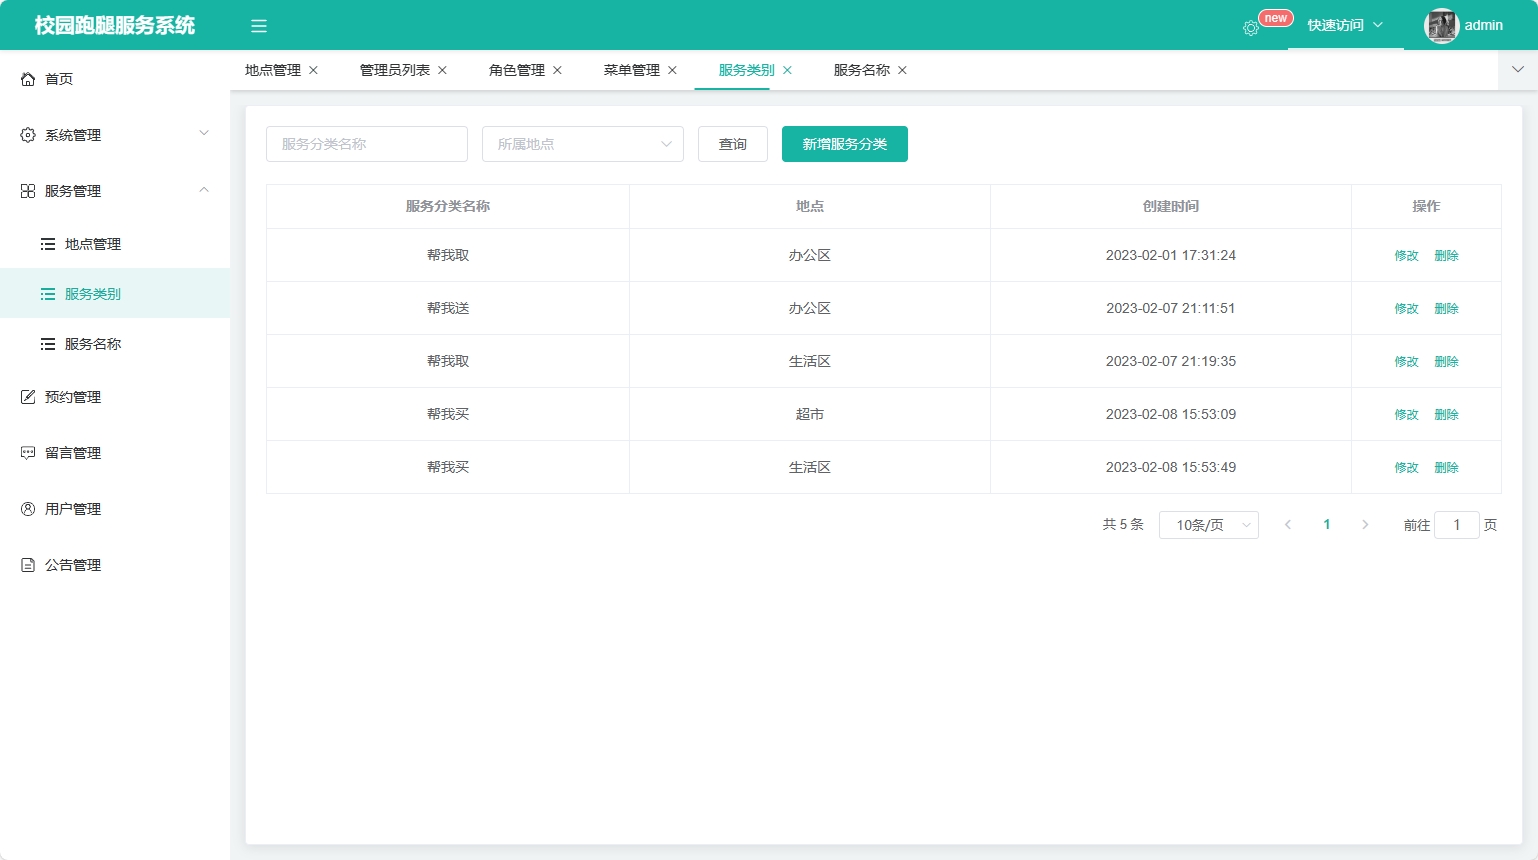 校园跑腿服务系统
new
快速访问
admin
首页
系统管理
服务管理
地点管理
服务类别
服务名称
预约管理
留言管理
用户管理
公告管理
地点管理 管理员列表 角色管理 菜单管理 服务类别 服务名称
服务分类名称 所属地点 查询 新增服务分类
服务分类名称 地点 创建时间 操作
帮我取 办公区 2023-02-01 17:31:24 修改 删除
帮我送 办公区 2023-02-07 21:11:51 修改 删除
帮我取 生活区 2023-02-07 21:19:35 修改 删除
帮我买 超市 2023-02-08 15:53:09 修改 删除
帮我买 生活区 2023-02-08 15:53:49 修改 删除
共 5 条 10条/页 1 前往 1 页